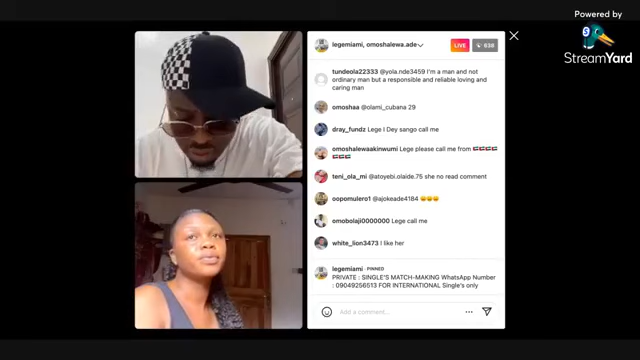 Powered by
StreamYard
legemiami, omoshalewa.ade
LIVE
938
tundeola22333 @yola.nde3459 I'm a man and not
ordinary man but a responsible and reliable loving and
caring man
omoshaa @olami_cubana 29
dray_fundz Lege I Dey sango call me
omoshalewaakinwumi Lege please call me from
teni_ola_mi @atoyebi.olaide.75 she no read comment
oopomulero1 @ajokeade4184
omobolaji0000000 Lege call me
white_lion3473 I like her
legemiami · PINNED
PRIVATE : SINGLE'S MATCH-MAKING WhatsApp Number
: 09049256513 FOR INTERNATIONAL Single's only
Add a comment...